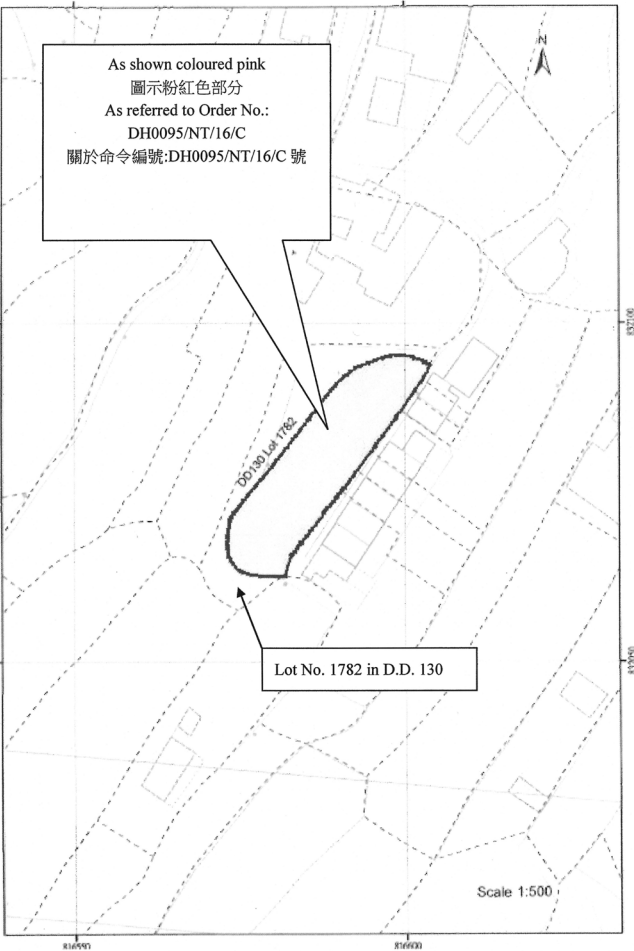 N
As shown coloured pink
圖示粉紅色部分
As referred to Order No.:
DH0095/NT/16/C
關於命令編號:DH0095/NT/16/C 號
832100
DD130 Lot 1782
Lot No. 1782 in D.D. 130
Scale 1:500
816600